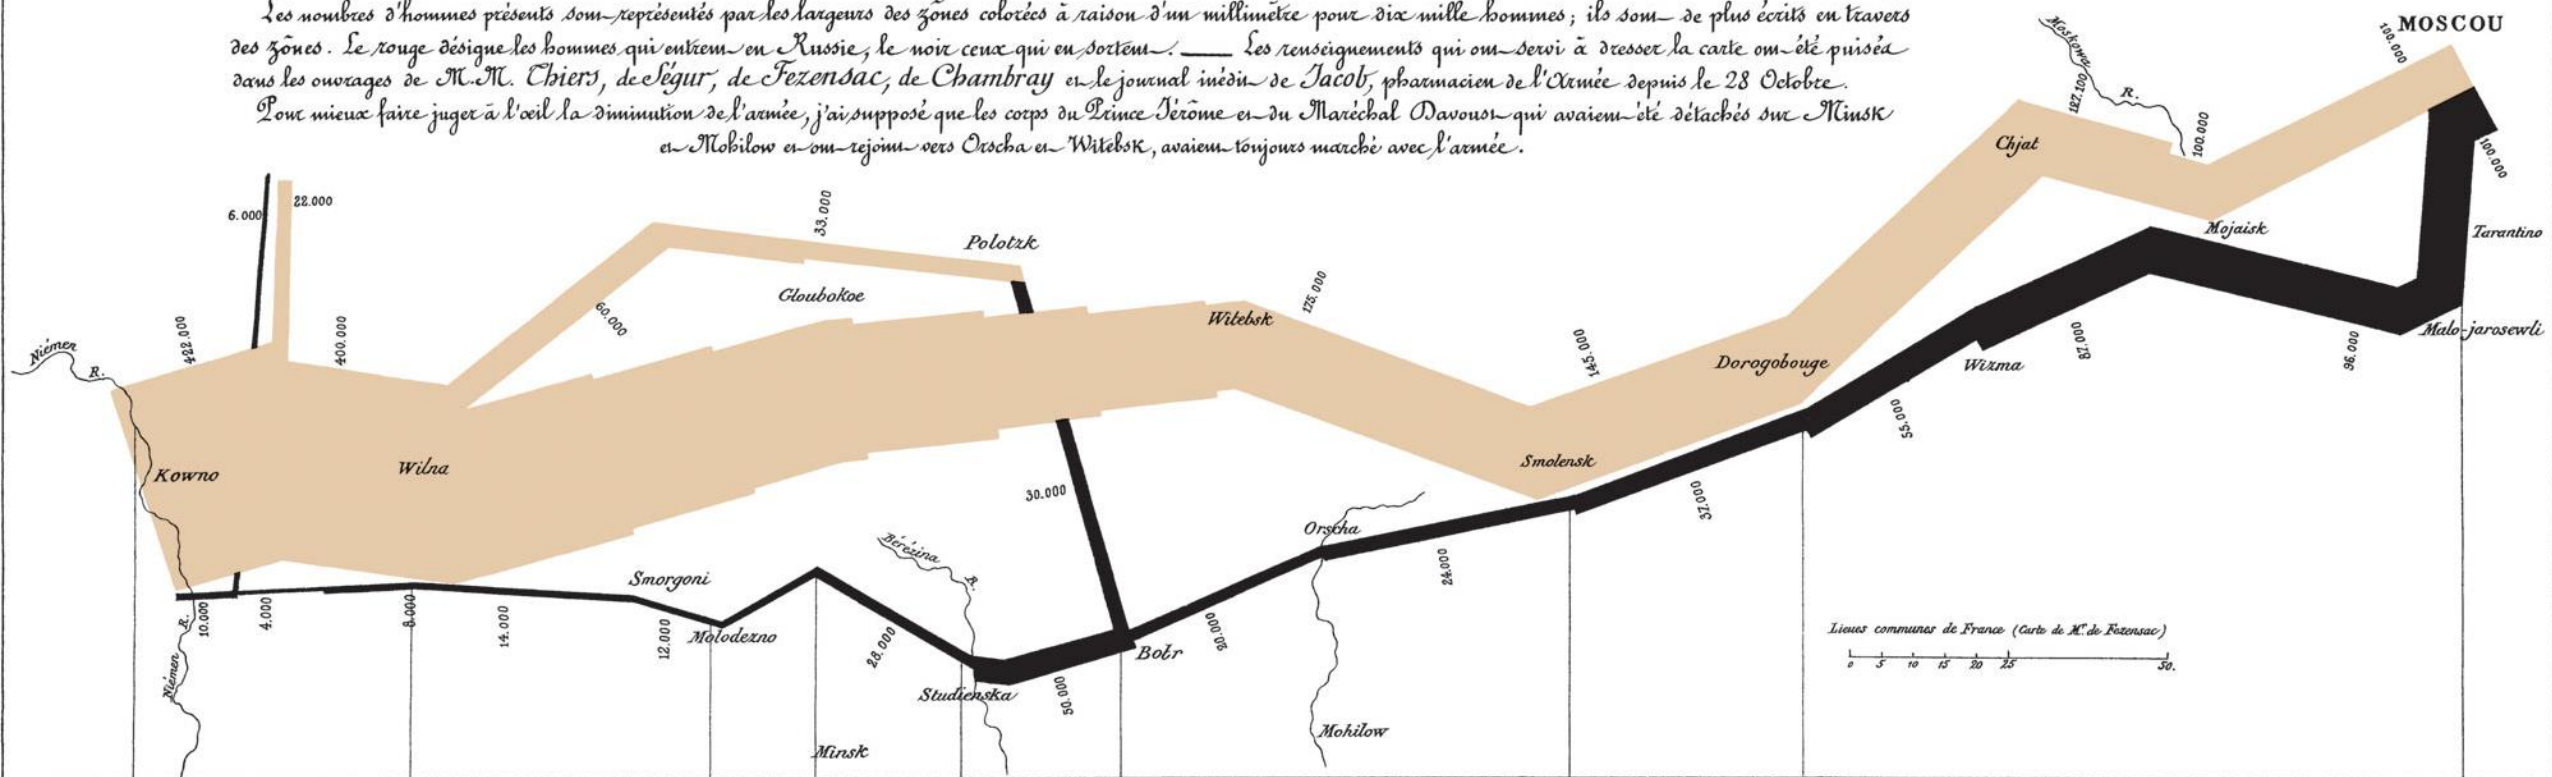 Les nombres d'hommes présents sont représentés par les largeurs des zones colorées à raison d'un millimètre pour dix mille hommes; ils sont de plus écrits en travers
des zones. Le rouge désigne les hommes qui entrent en Russie, le noir ceux qui en sortent. — Les renseignements qui ont servi à dresser la carte ont été puisés
dans les ouvrages de M.M. Thiers, de Ségur, de Fezensac, de Chambray et le journal inédit de Jacob, pharmacien de l'Armée depuis le 28 Octobre.
Pour mieux faire juger à l'œil la diminution de l'armée, j'ai supposé que les corps du Prince Jérôme et du Maréchal Davoust qui avaient été détachés sur Minsk
et Mohilow et ont rejoint vers Orscha et Witebsk, avaient toujours marché avec l'armée.
MOSCOU
100.000
Moskowa
R.
127.100
100.000
Chjat
100.000
Mojaisk
Tarantino
6.000
22.000
33.000
Polotzk
60.000
Gloubokoe
175.000
Witebsk
422.000
400.000
Niémen
R.
145.000
Dorogobouge
Wizma
82.000
96.000
Malo-jarosewli
55.000
Kowno
Wilna
Smolensk
30.000
37.000
Orscha
24.000
Bérézina
R.
Smorgoni
Molodezno
10.000
4.000
8.000
14.000
12.000
28.000
20.000
Bobr
Studienska
50.000
R.
Niémen
Minsk
Mohilow
Lieues communes de France (Carte de Mr. de Fezensac)
0 5 10 15 20 25 50.